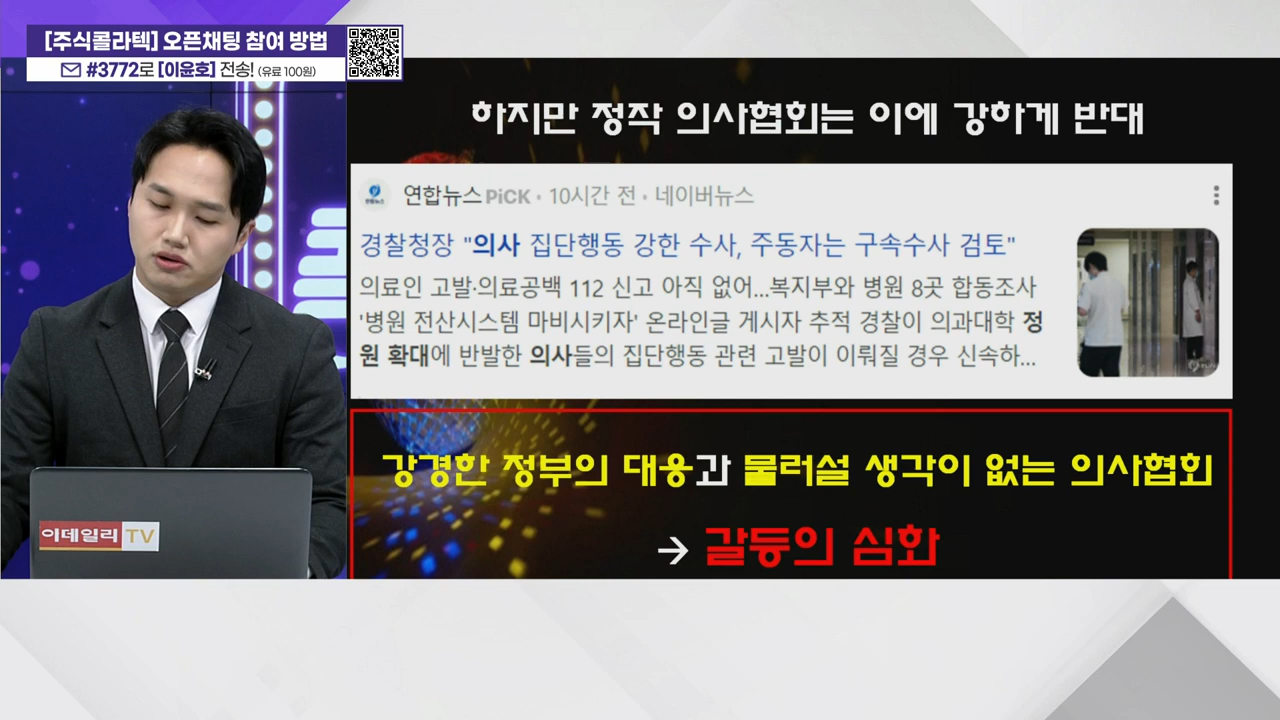 [주식콜라텍] 오픈채팅 참여 방법
#3772로 [이윤호] 전송! (유료 100원)
하지만 정작 의사협회는 이에 강하게 반대
연합뉴스 PiCK · 10시간 전 · 네이버뉴스
경찰청장 "의사 집단행동 강한 수사, 주동자는 구속수사 검토"
의료인 고발·의료공백 112 신고 아직 없어...복지부와 병원 8곳 합동조사
'병원 전산시스템 마비시키자' 온라인글 게시자 추적 경찰이 의과대학 정
원 확대에 반발한 의사들의 집단행동 관련 고발이 이뤄질 경우 신속하...
강경한 정부의 대응과 물러설 생각이 없는 의사협회
→ 갈등의 심화
이데일리 TV